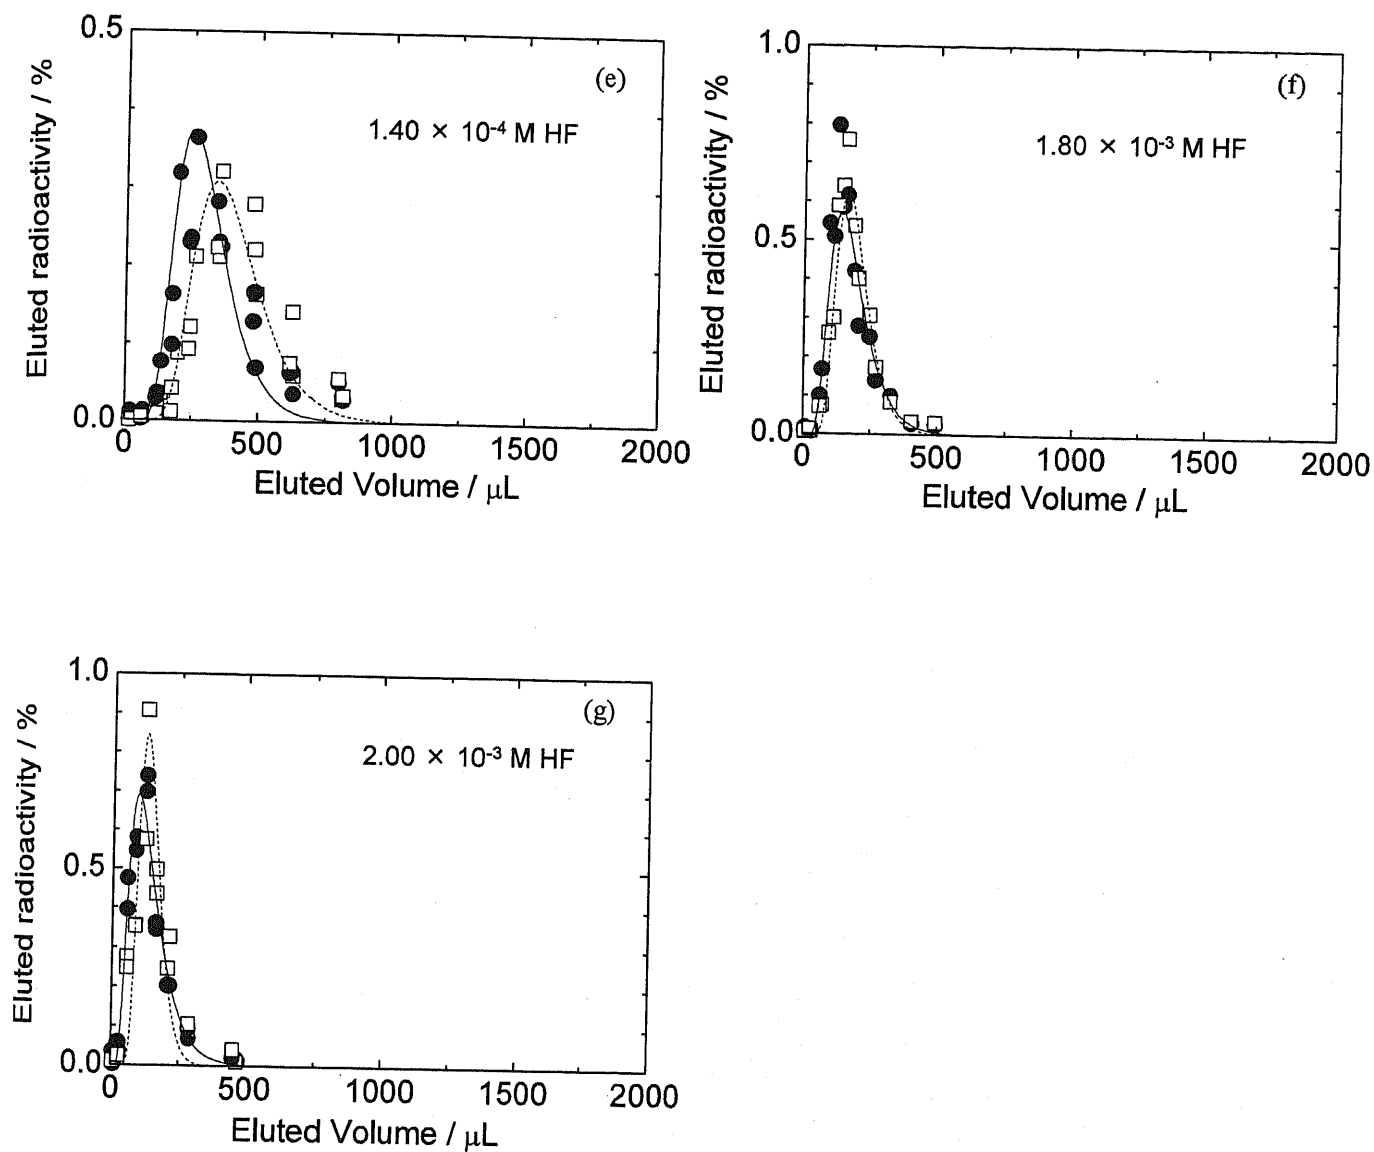 0.5
(e)
1.40 × 10-4 M HF
Eluted radioactivity / %
0.0
0 500 1000 1500 2000
Eluted Volume / μL
1.0
(f)
1.80 × 10-3 M HF
0.5
Eluted radioactivity / %
0.0
0 500 1000 1500 2000
Eluted Volume / μL
1.0
(g)
2.00 × 10-3 M HF
0.5
Eluted radioactivity / %
0.0
0 500 1000 1500 2000
Eluted Volume / μL